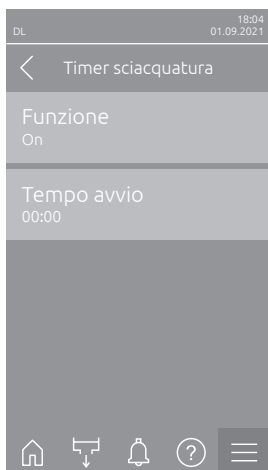 18:04
DL 01.09.2021
Timer sciacquatura
Funzione
On
Tempo avvio
00:00
?